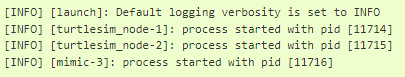 [INFO] [launch]: Default logging verbosity is set to INFO
[INFO] [turtlesim_node-1]: process started with pid [11714]
[INFO] [turtlesim_node-2]: process started with pid [11715]
[INFO] [mimic-3]: process started with pid [11716]